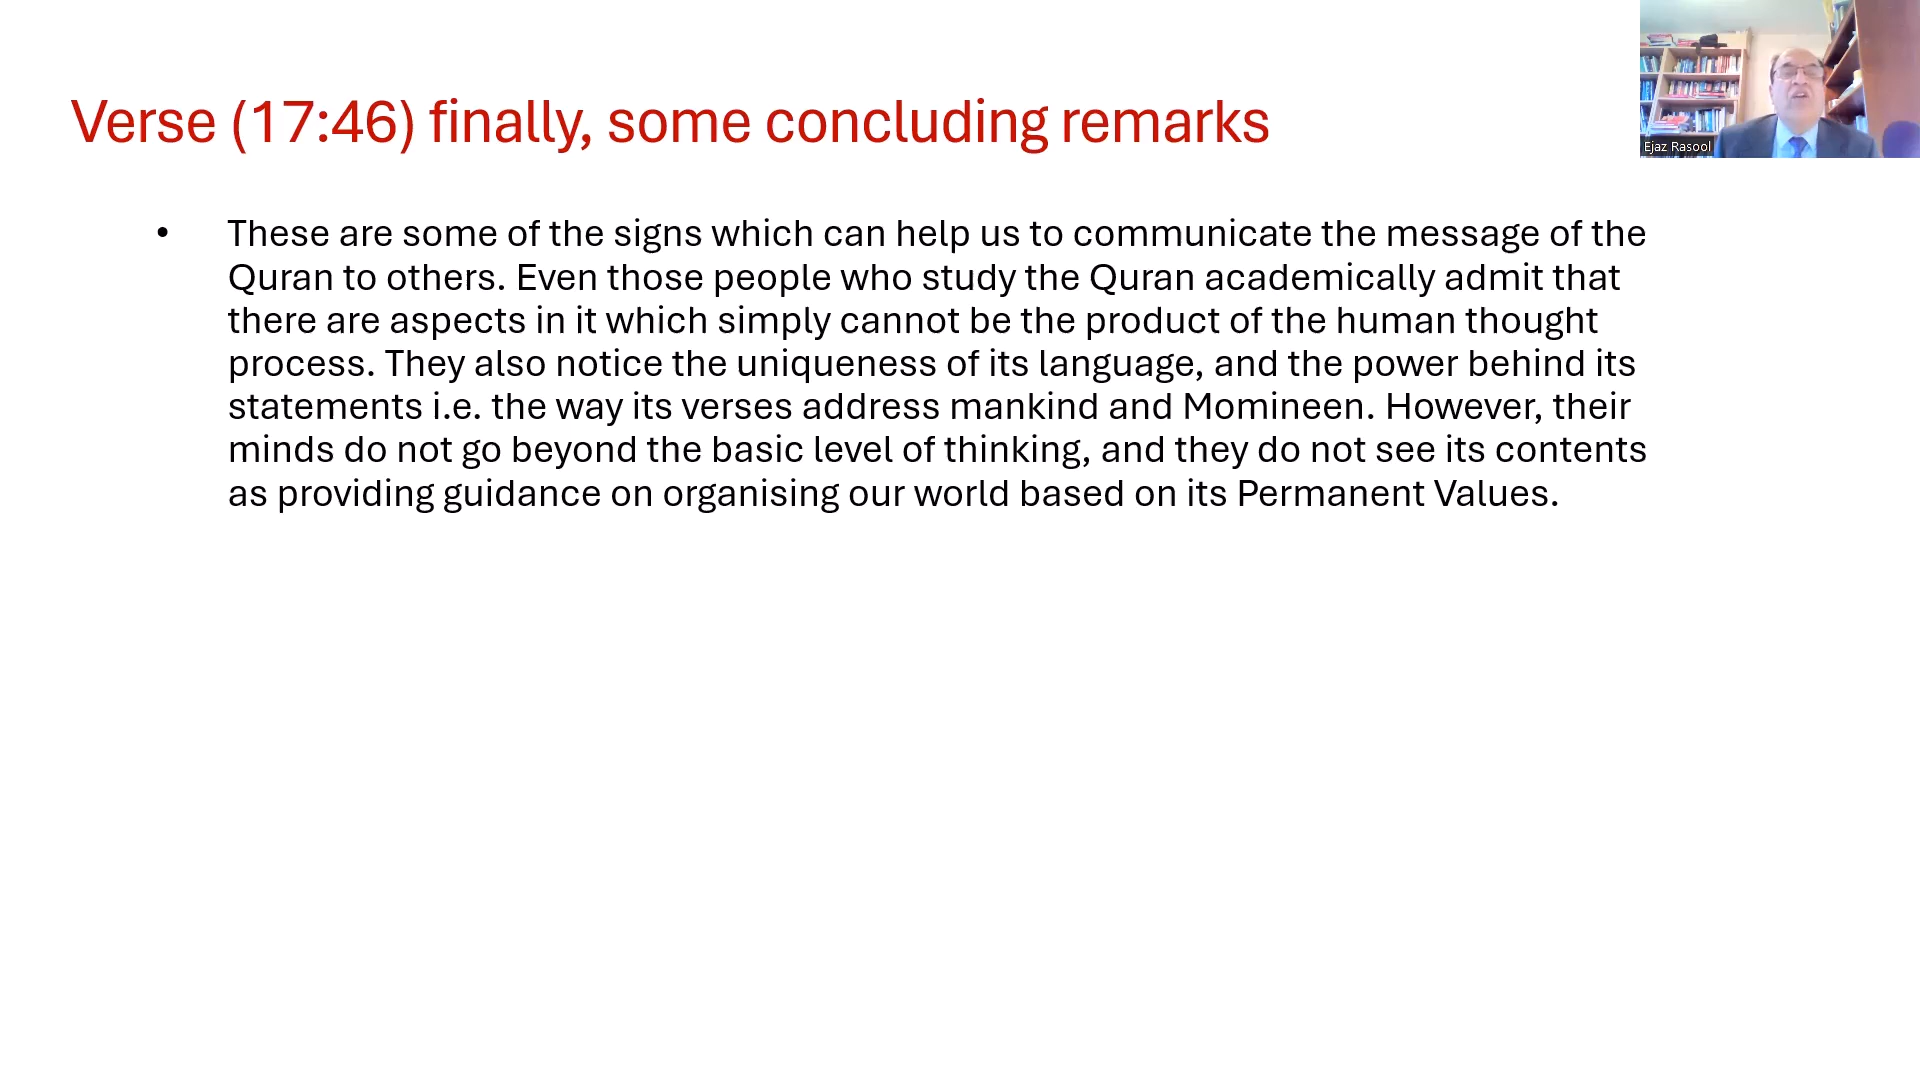 Verse (17:46) finally, some concluding remarks
Ejaz Rasool
• These are some of the signs which can help us to communicate the message of the
Quran to others. Even those people who study the Quran academically admit that
there are aspects in it which simply cannot be the product of the human thought
process. They also notice the uniqueness of its language, and the power behind its
statements i.e. the way its verses address mankind and Momineen. However, their
minds do not go beyond the basic level of thinking, and they do not see its contents
as providing guidance on organising our world based on its Permanent Values.